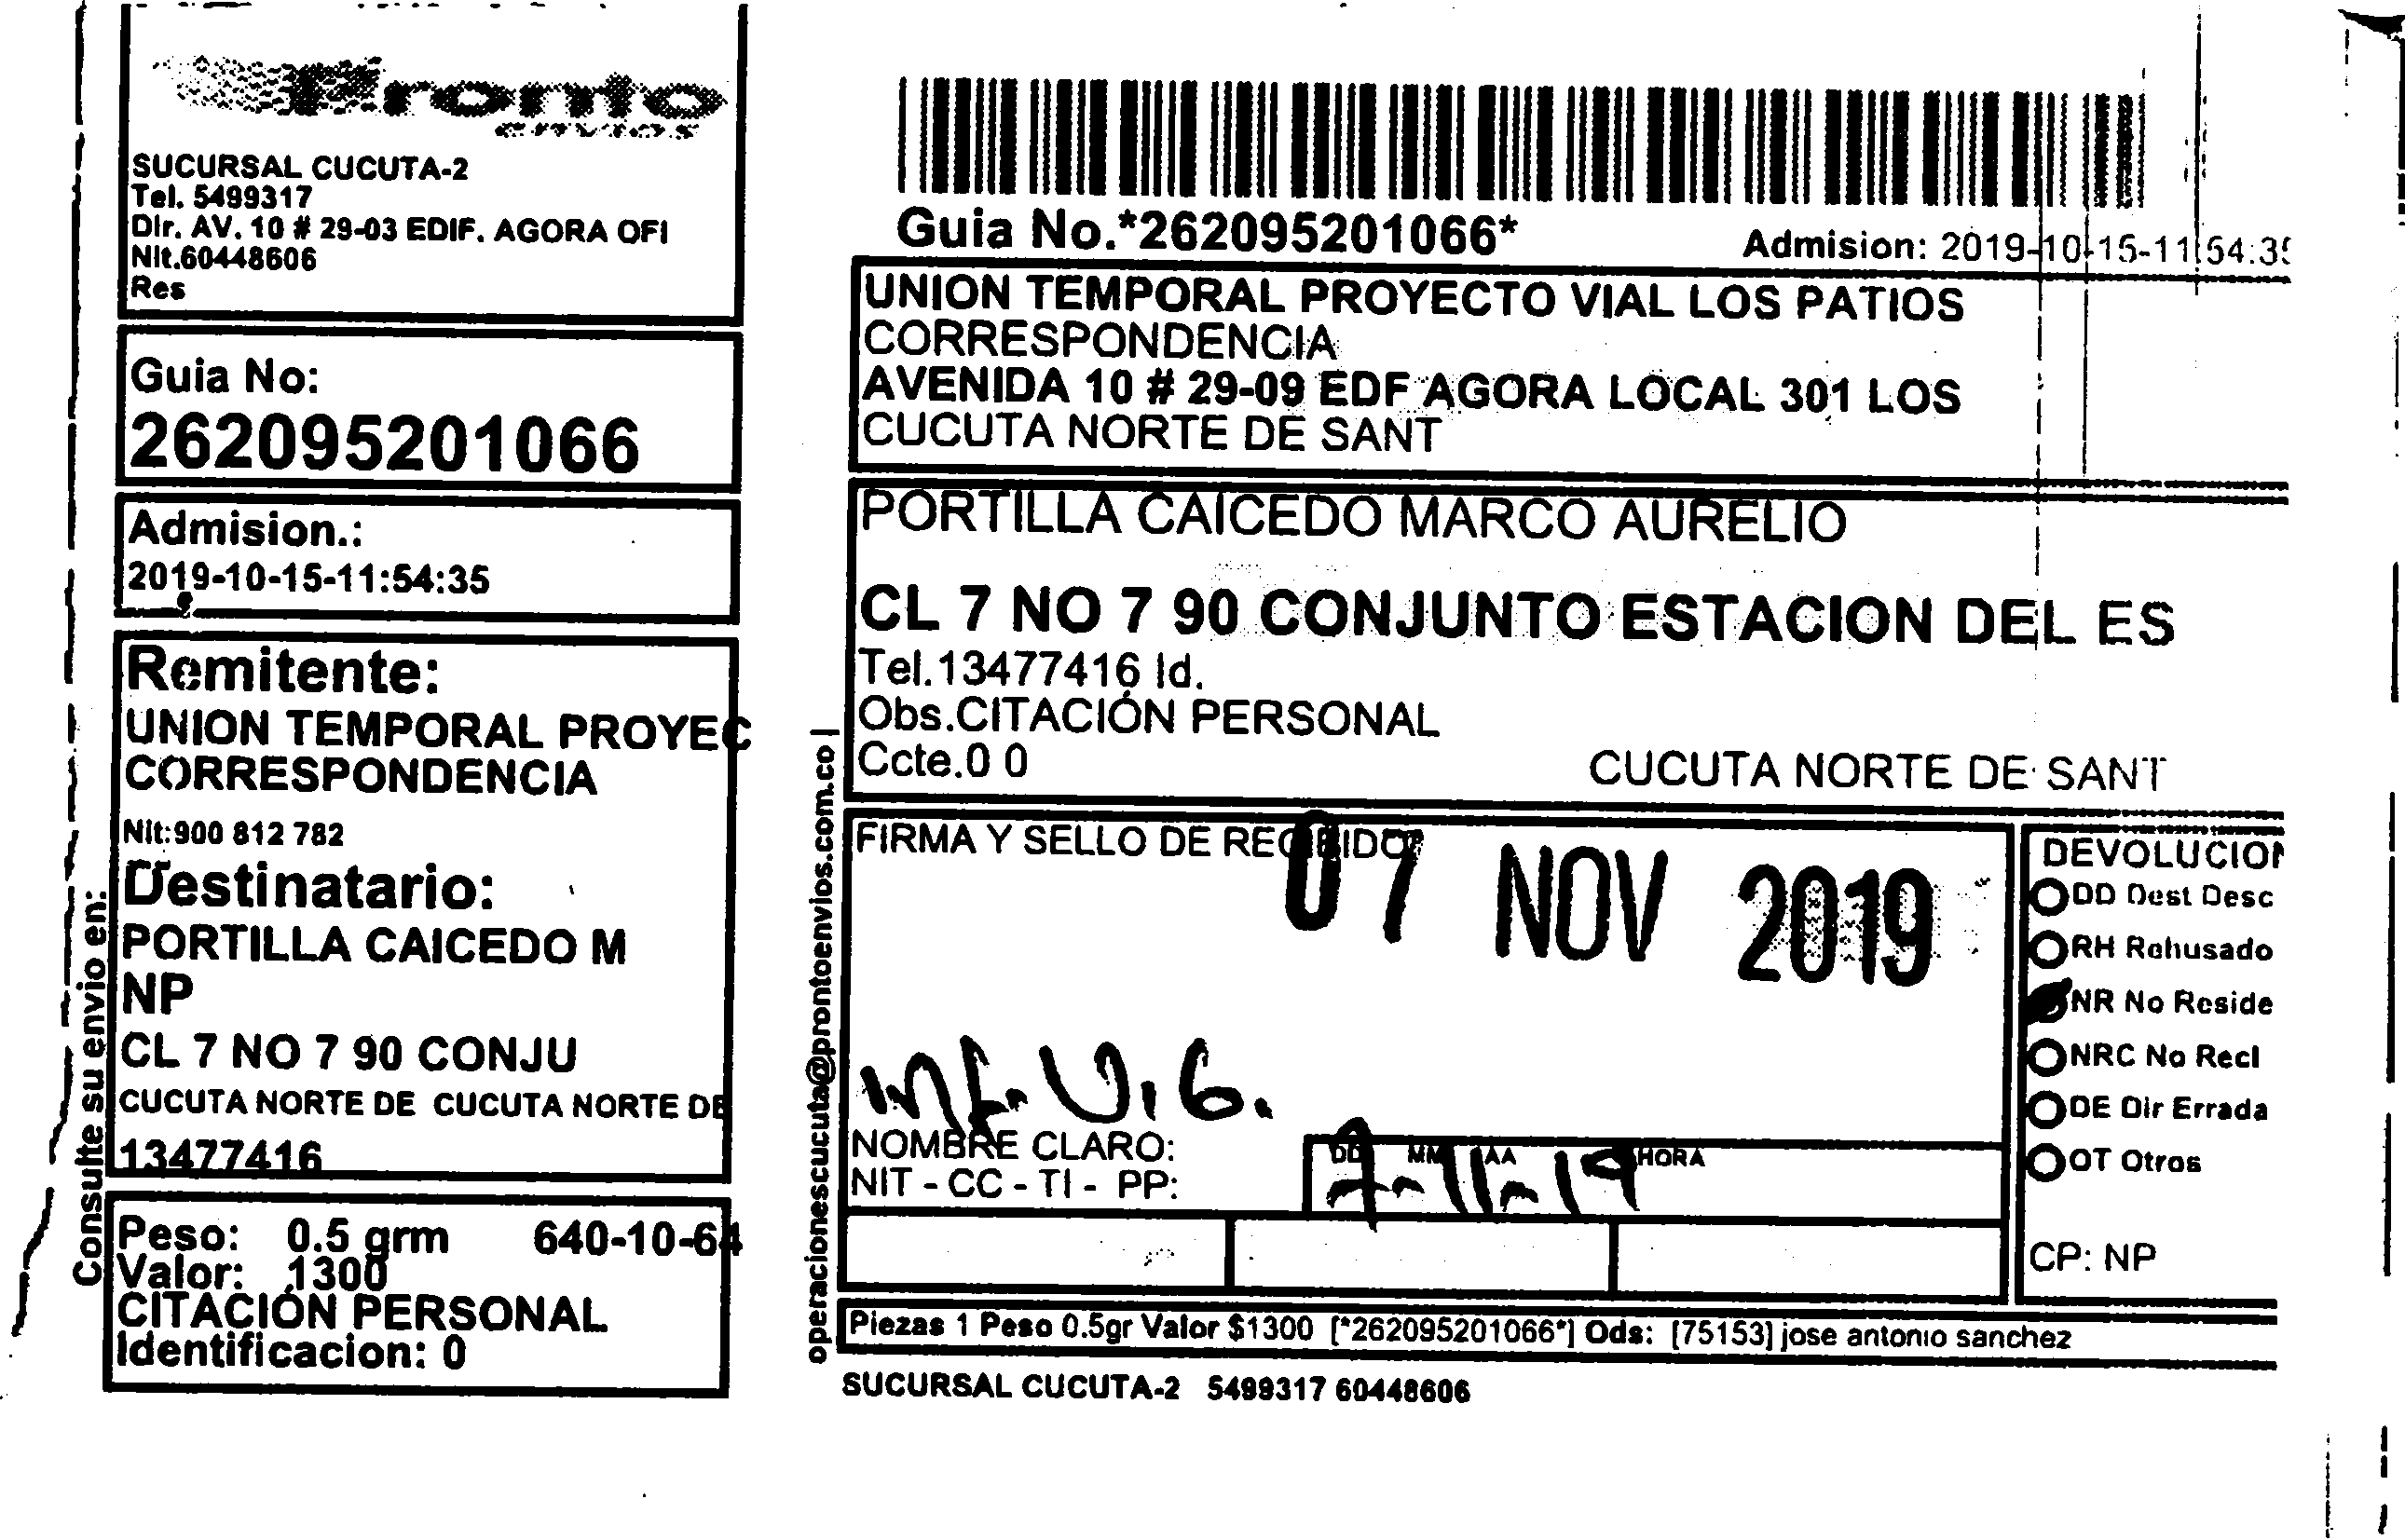 Pronto
envios
SUCURSAL CUCUTA-2
Tel. 5499317
Dir. AV. 10 # 29-03 EDIF. AGORA OFI
Nit.60448606
Res
Guia No:
262095201066
Admision.:
2019-10-15-11:54:35
Remitente:
UNION TEMPORAL PROYEC
CORRESPONDENCIA
Nit:900 812 782
Destinatario:
PORTILLA CAICEDO M
NP
CL 7 NO 7 90 CONJU
CUCUTA NORTE DE CUCUTA NORTE DE
13477416
Peso: 0.5 grm 640-10-64
Valor: 1300
CITACIÓN PERSONAL
Identificacion: 0
Consulte su envio en:
operacionescucuta@prontoenvios.com.co
Guia No.*262095201066*
Admision: 2019-10-15-11:54:35
UNION TEMPORAL PROYECTO VIAL LOS PATIOS
CORRESPONDENCIA
AVENIDA 10 # 29-09 EDF AGORA LOCAL 301 LOS
CUCUTA NORTE DE SANT
PORTILLA CAICEDO MARCO AURELIO
CL 7 NO 7 90 CONJUNTO ESTACION DEL ES
Tel.13477416 Id.
Obs.CITACIÓN PERSONAL
Ccte.0 0
CUCUTA NORTE DE SANT
FIRMA Y SELLO DE RECIBIDO
07 NOV 2019
Inf. U.G.
NOMBRE CLARO:
NIT - CC - TI - PP:
DD MM AA HORA
7-11-19
DEVOLUCION
DD Dest Desc
RH Rehusado
NR No Reside
NRC No Recl
DE Dir Errada
OT Otros
CP: NP
Piezas 1 Peso 0.5gr Valor $1300 [*262095201066*] Ods: [75153] jose antonio sanchez
SUCURSAL CUCUTA-2 5499317 60448606